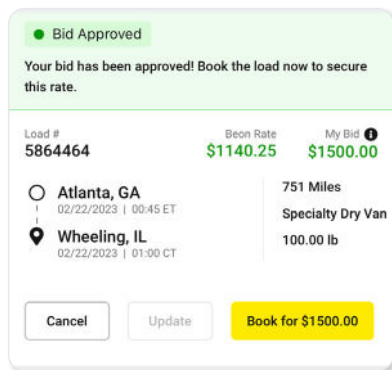 Bid Approved
Your bid has been approved! Book the load now to secure
this rate.
Load # Beon Rate My Bid
5864464 $1140.25 $1500.00
Atlanta, GA 751 Miles
02/22/2023 | 00:45 ET
Specialty Dry Van
Wheeling, IL 100.00 lb
02/22/2023 | 01:00 CT
Cancel Update Book for $1500.00